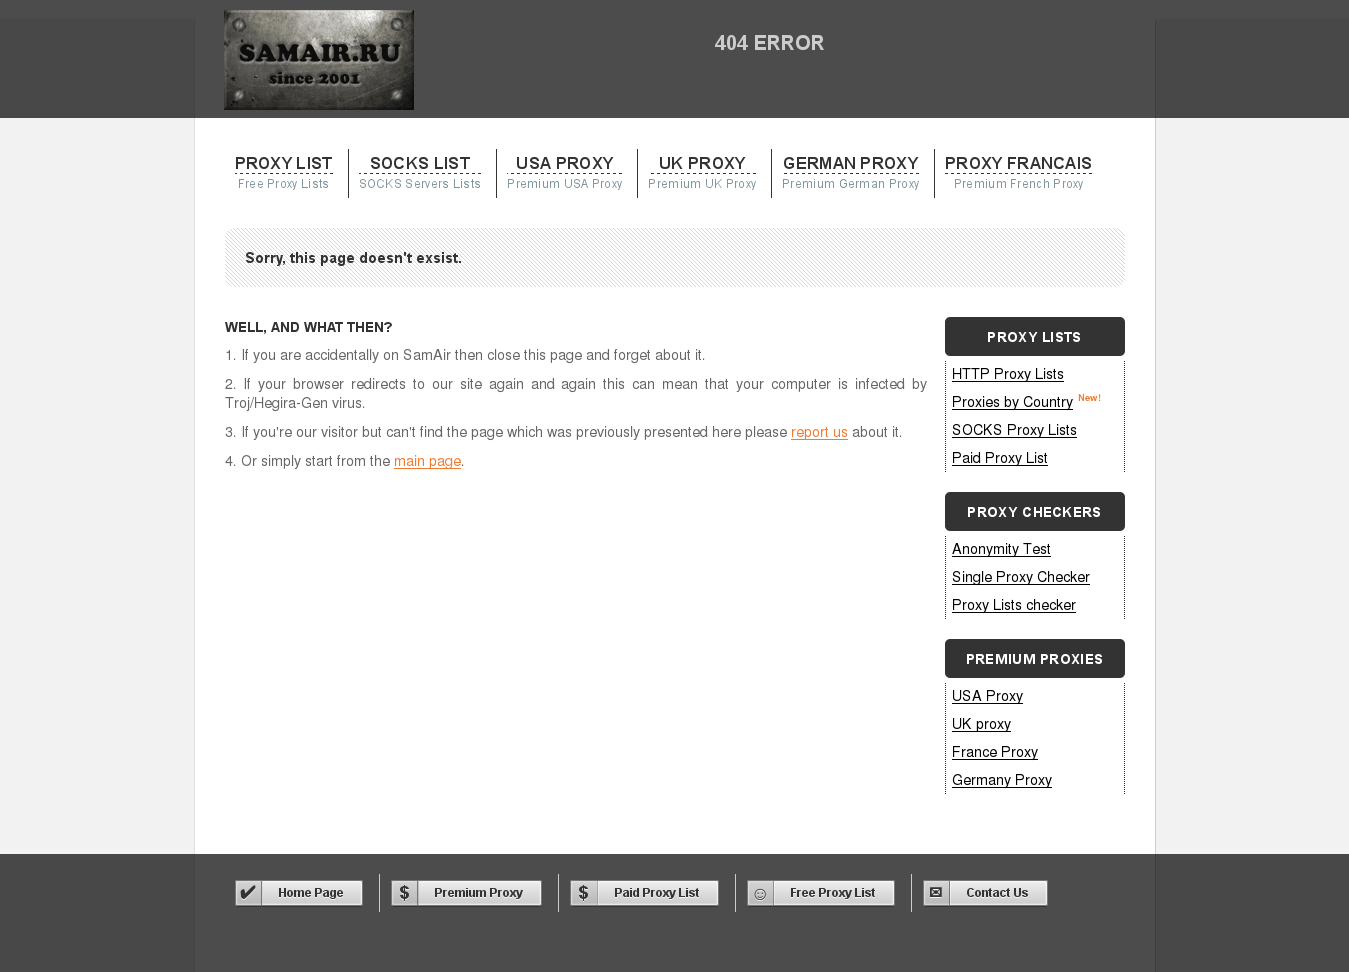 SAMAIR.RU
since 2001
404 ERROR
PROXY LIST
Free Proxy Lists
SOCKS LIST
SOCKS Servers Lists
USA PROXY
Premium USA Proxy
UK PROXY
Premium UK Proxy
GERMAN PROXY
Premium German Proxy
PROXY FRANCAIS
Premium French Proxy
Sorry, this page doesn't exsist.
WELL, AND WHAT THEN?
1. If you are accidentally on SamAir then close this page and forget about it.
2. If your browser redirects to our site again and again this can mean that your computer is infected by
Troj/Hegira-Gen virus.
3. If you're our visitor but can't find the page which was previously presented here please report us about it.
4. Or simply start from the main page.
PROXY LISTS
HTTP Proxy Lists
Proxies by Country New!
SOCKS Proxy Lists
Paid Proxy List
PROXY CHECKERS
Anonymity Test
Single Proxy Checker
Proxy Lists checker
PREMIUM PROXIES
USA Proxy
UK proxy
France Proxy
Germany Proxy
✔ Home Page
$ Premium Proxy
$ Paid Proxy List
☺ Free Proxy List
✉ Contact Us